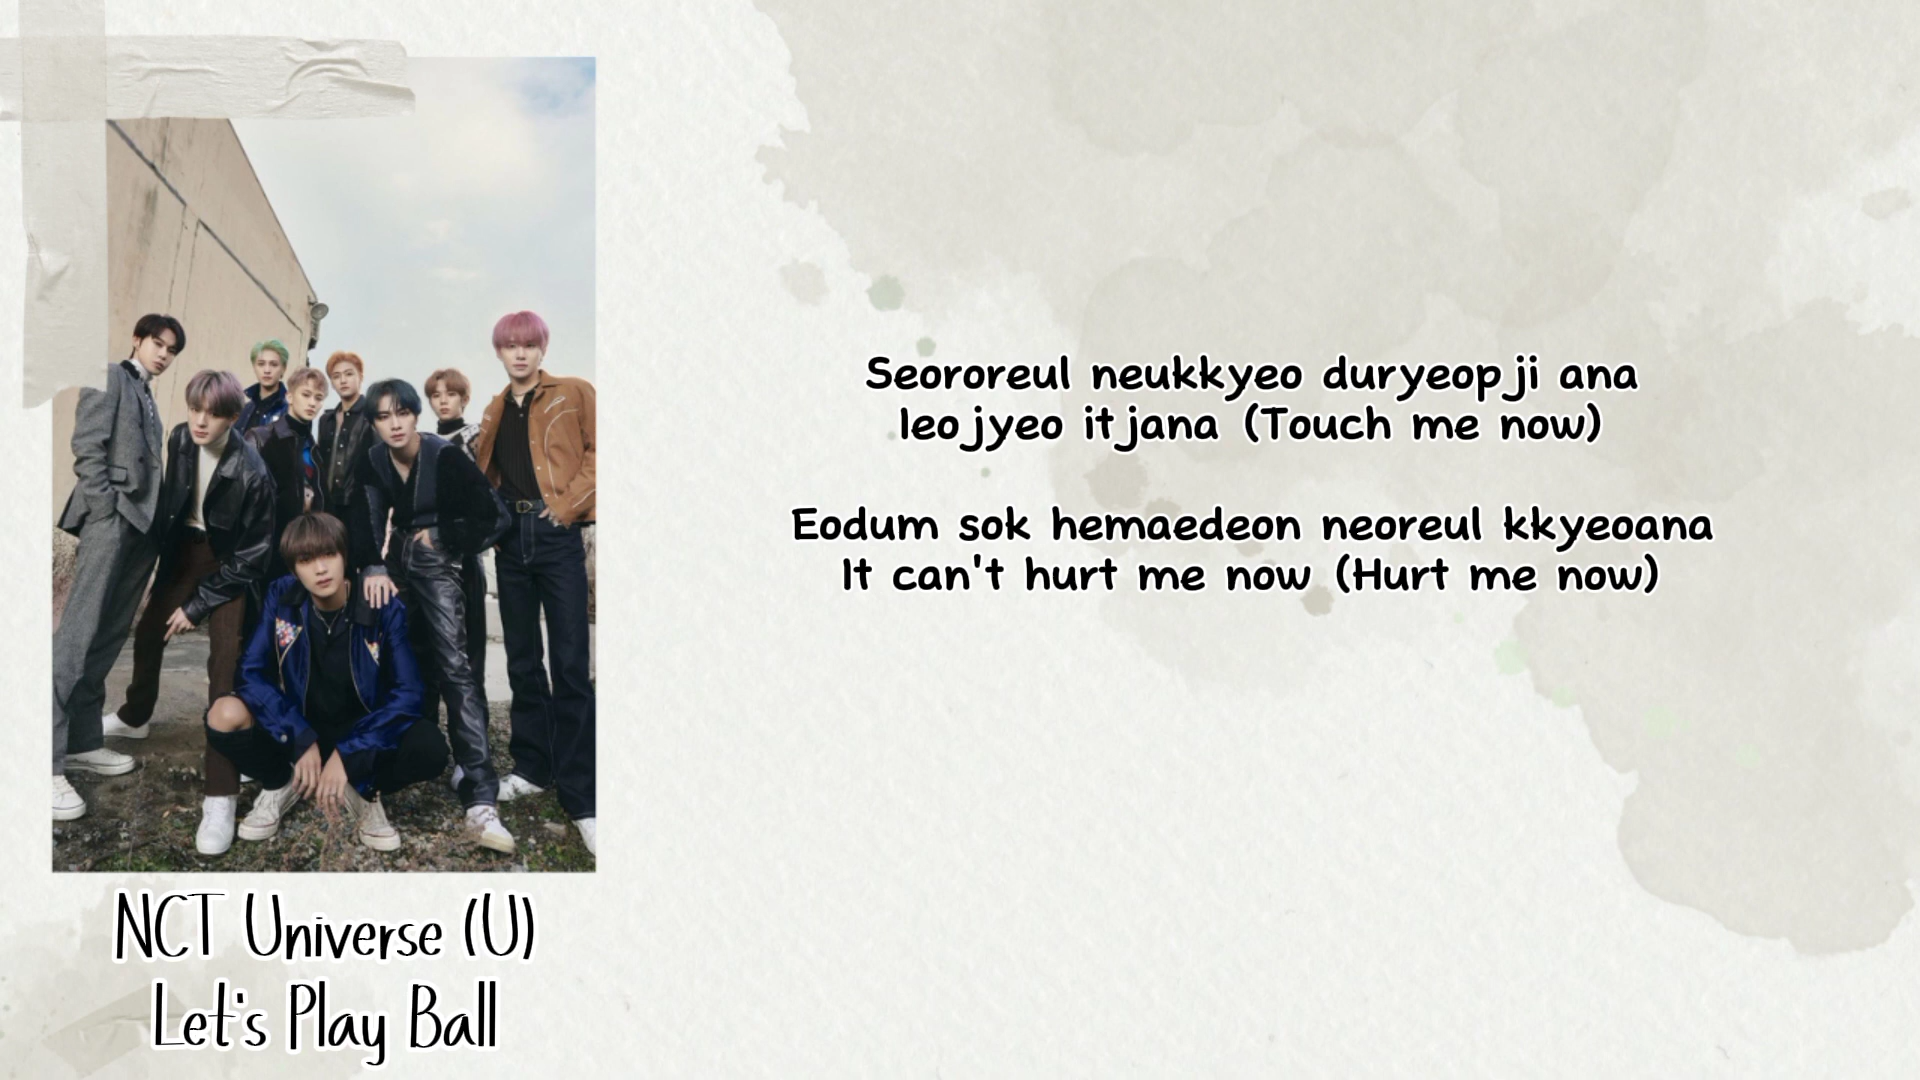 Seororeul neukkyeo duryeopji ana
Ieojyeo itjana (Touch me now)
Eodum sok hemaedeon neoreul kkyeoana
It can't hurt me now (Hurt me now)
NCT Universe (U)
Let's Play Ball